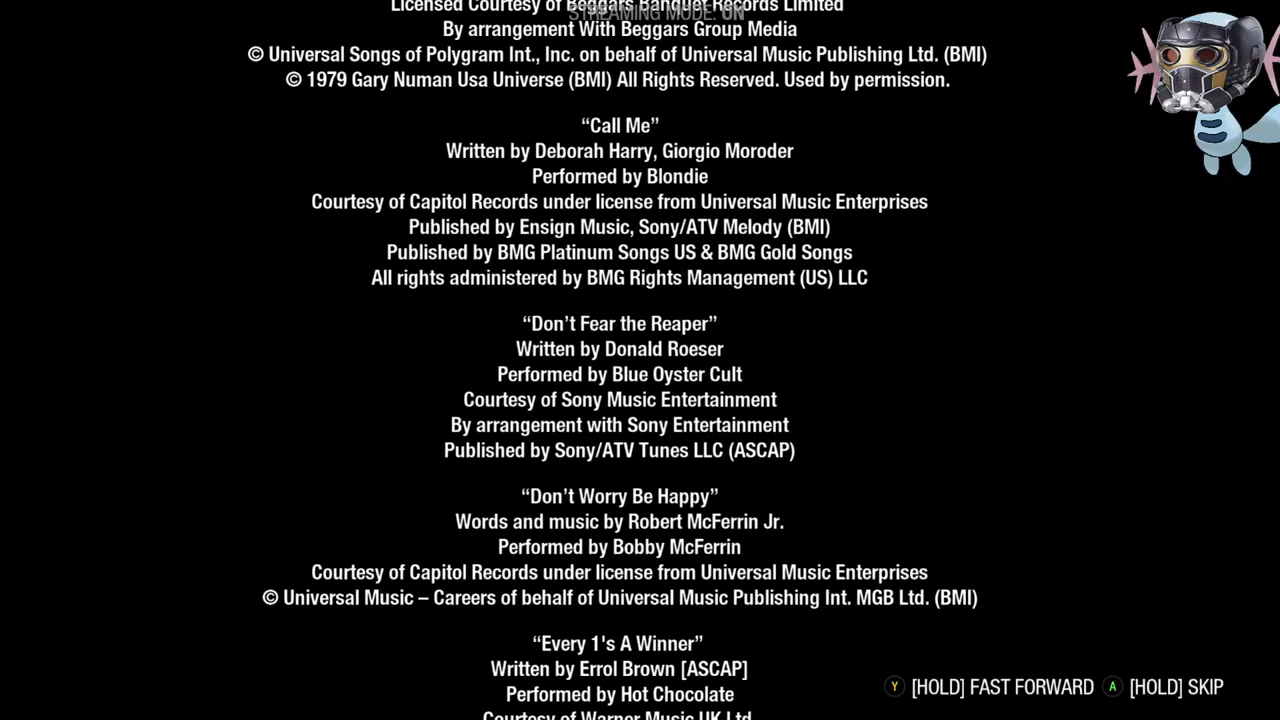 Licensed Courtesy of Beggars Banquet Records Limited
STREAMING MODE: ON
By arrangement With Beggars Group Media
© Universal Songs of Polygram Int., Inc. on behalf of Universal Music Publishing Ltd. (BMI)
© 1979 Gary Numan Usa Universe (BMI) All Rights Reserved. Used by permission.
“Call Me”
Written by Deborah Harry, Giorgio Moroder
Performed by Blondie
Courtesy of Capitol Records under license from Universal Music Enterprises
Published by Ensign Music, Sony/ATV Melody (BMI)
Published by BMG Platinum Songs US & BMG Gold Songs
All rights administered by BMG Rights Management (US) LLC
“Don’t Fear the Reaper”
Written by Donald Roeser
Performed by Blue Oyster Cult
Courtesy of Sony Music Entertainment
By arrangement with Sony Entertainment
Published by Sony/ATV Tunes LLC (ASCAP)
“Don’t Worry Be Happy”
Words and music by Robert McFerrin Jr.
Performed by Bobby McFerrin
Courtesy of Capitol Records under license from Universal Music Enterprises
© Universal Music – Careers of behalf of Universal Music Publishing Int. MGB Ltd. (BMI)
“Every 1's A Winner”
Written by Errol Brown [ASCAP]
Performed by Hot Chocolate
Courtesy of Warner Music UK Ltd
Y [HOLD] FAST FORWARD A [HOLD] SKIP